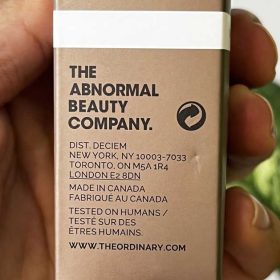 THE
ABNORMAL
BEAUTY
COMPANY.
DIST. DECIEM
NEW YORK, NY 10003-7033
TORONTO, ON M5A 1R4
LONDON E2 8DN
MADE IN CANADA
FABRIQUÉ AU CANADA
TESTED ON HUMANS /
TESTÉ SUR DES
ÊTRES HUMAINS.
WWW.THEORDINARY.COM